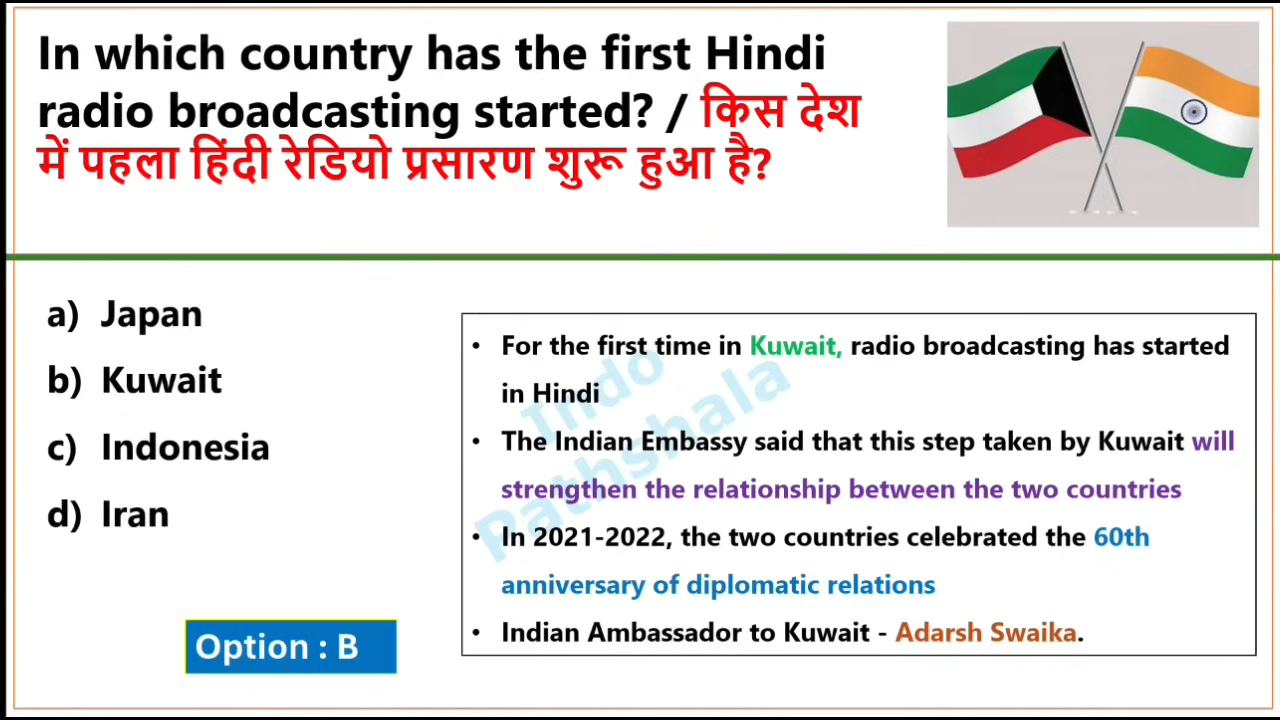 In which country has the first Hindi
radio broadcasting started? / किस देश
में पहला हिंदी रेडियो प्रसारण शुरू हुआ है?
a) Japan
b) Kuwait
c) Indonesia
d) Iran
Option : B
• For the first time in Kuwait, radio broadcasting has started
in Hindi
• The Indian Embassy said that this step taken by Kuwait will
strengthen the relationship between the two countries
• In 2021-2022, the two countries celebrated the 60th
anniversary of diplomatic relations
• Indian Ambassador to Kuwait - Adarsh Swaika.
Indo
Pathshala